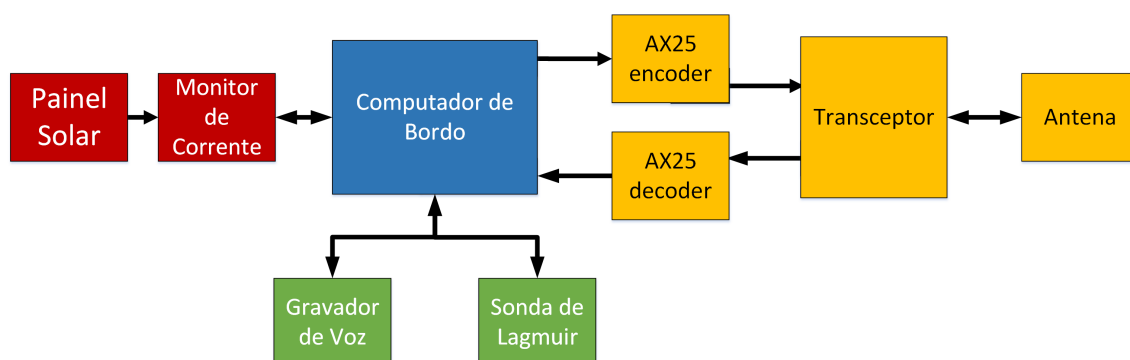 Painel
Solar
Monitor
de
Corrente
Computador de
Bordo
AX25
encoder
AX25
decoder
Transceptor
Antena
Gravador
de Voz
Sonda de
Lagmuir